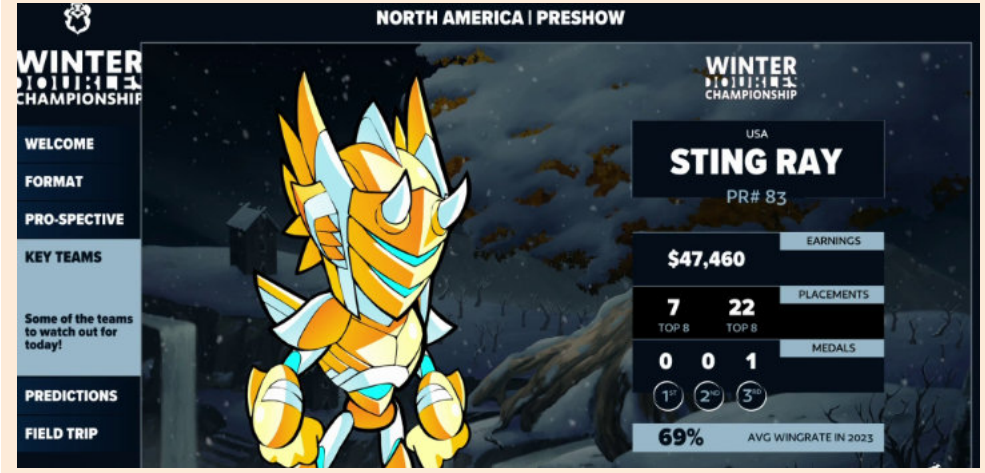 NORTH AMERICA | PRESHOW
WINTER
DOUBLES
CHAMPIONSHIP
WELCOME
FORMAT
PRO-SPECTIVE
KEY TEAMS
Some of the teams
to watch out for
today!
PREDICTIONS
FIELD TRIP
WINTER
DOUBLES
CHAMPIONSHIP
USA
STING RAY
PR# 83
EARNINGS
$47,460
PLACEMENTS
7 22
TOP 8 TOP 8
MEDALS
0 0 1
1ST 2ND 3RD
69% AVG WINGRATE IN 2023